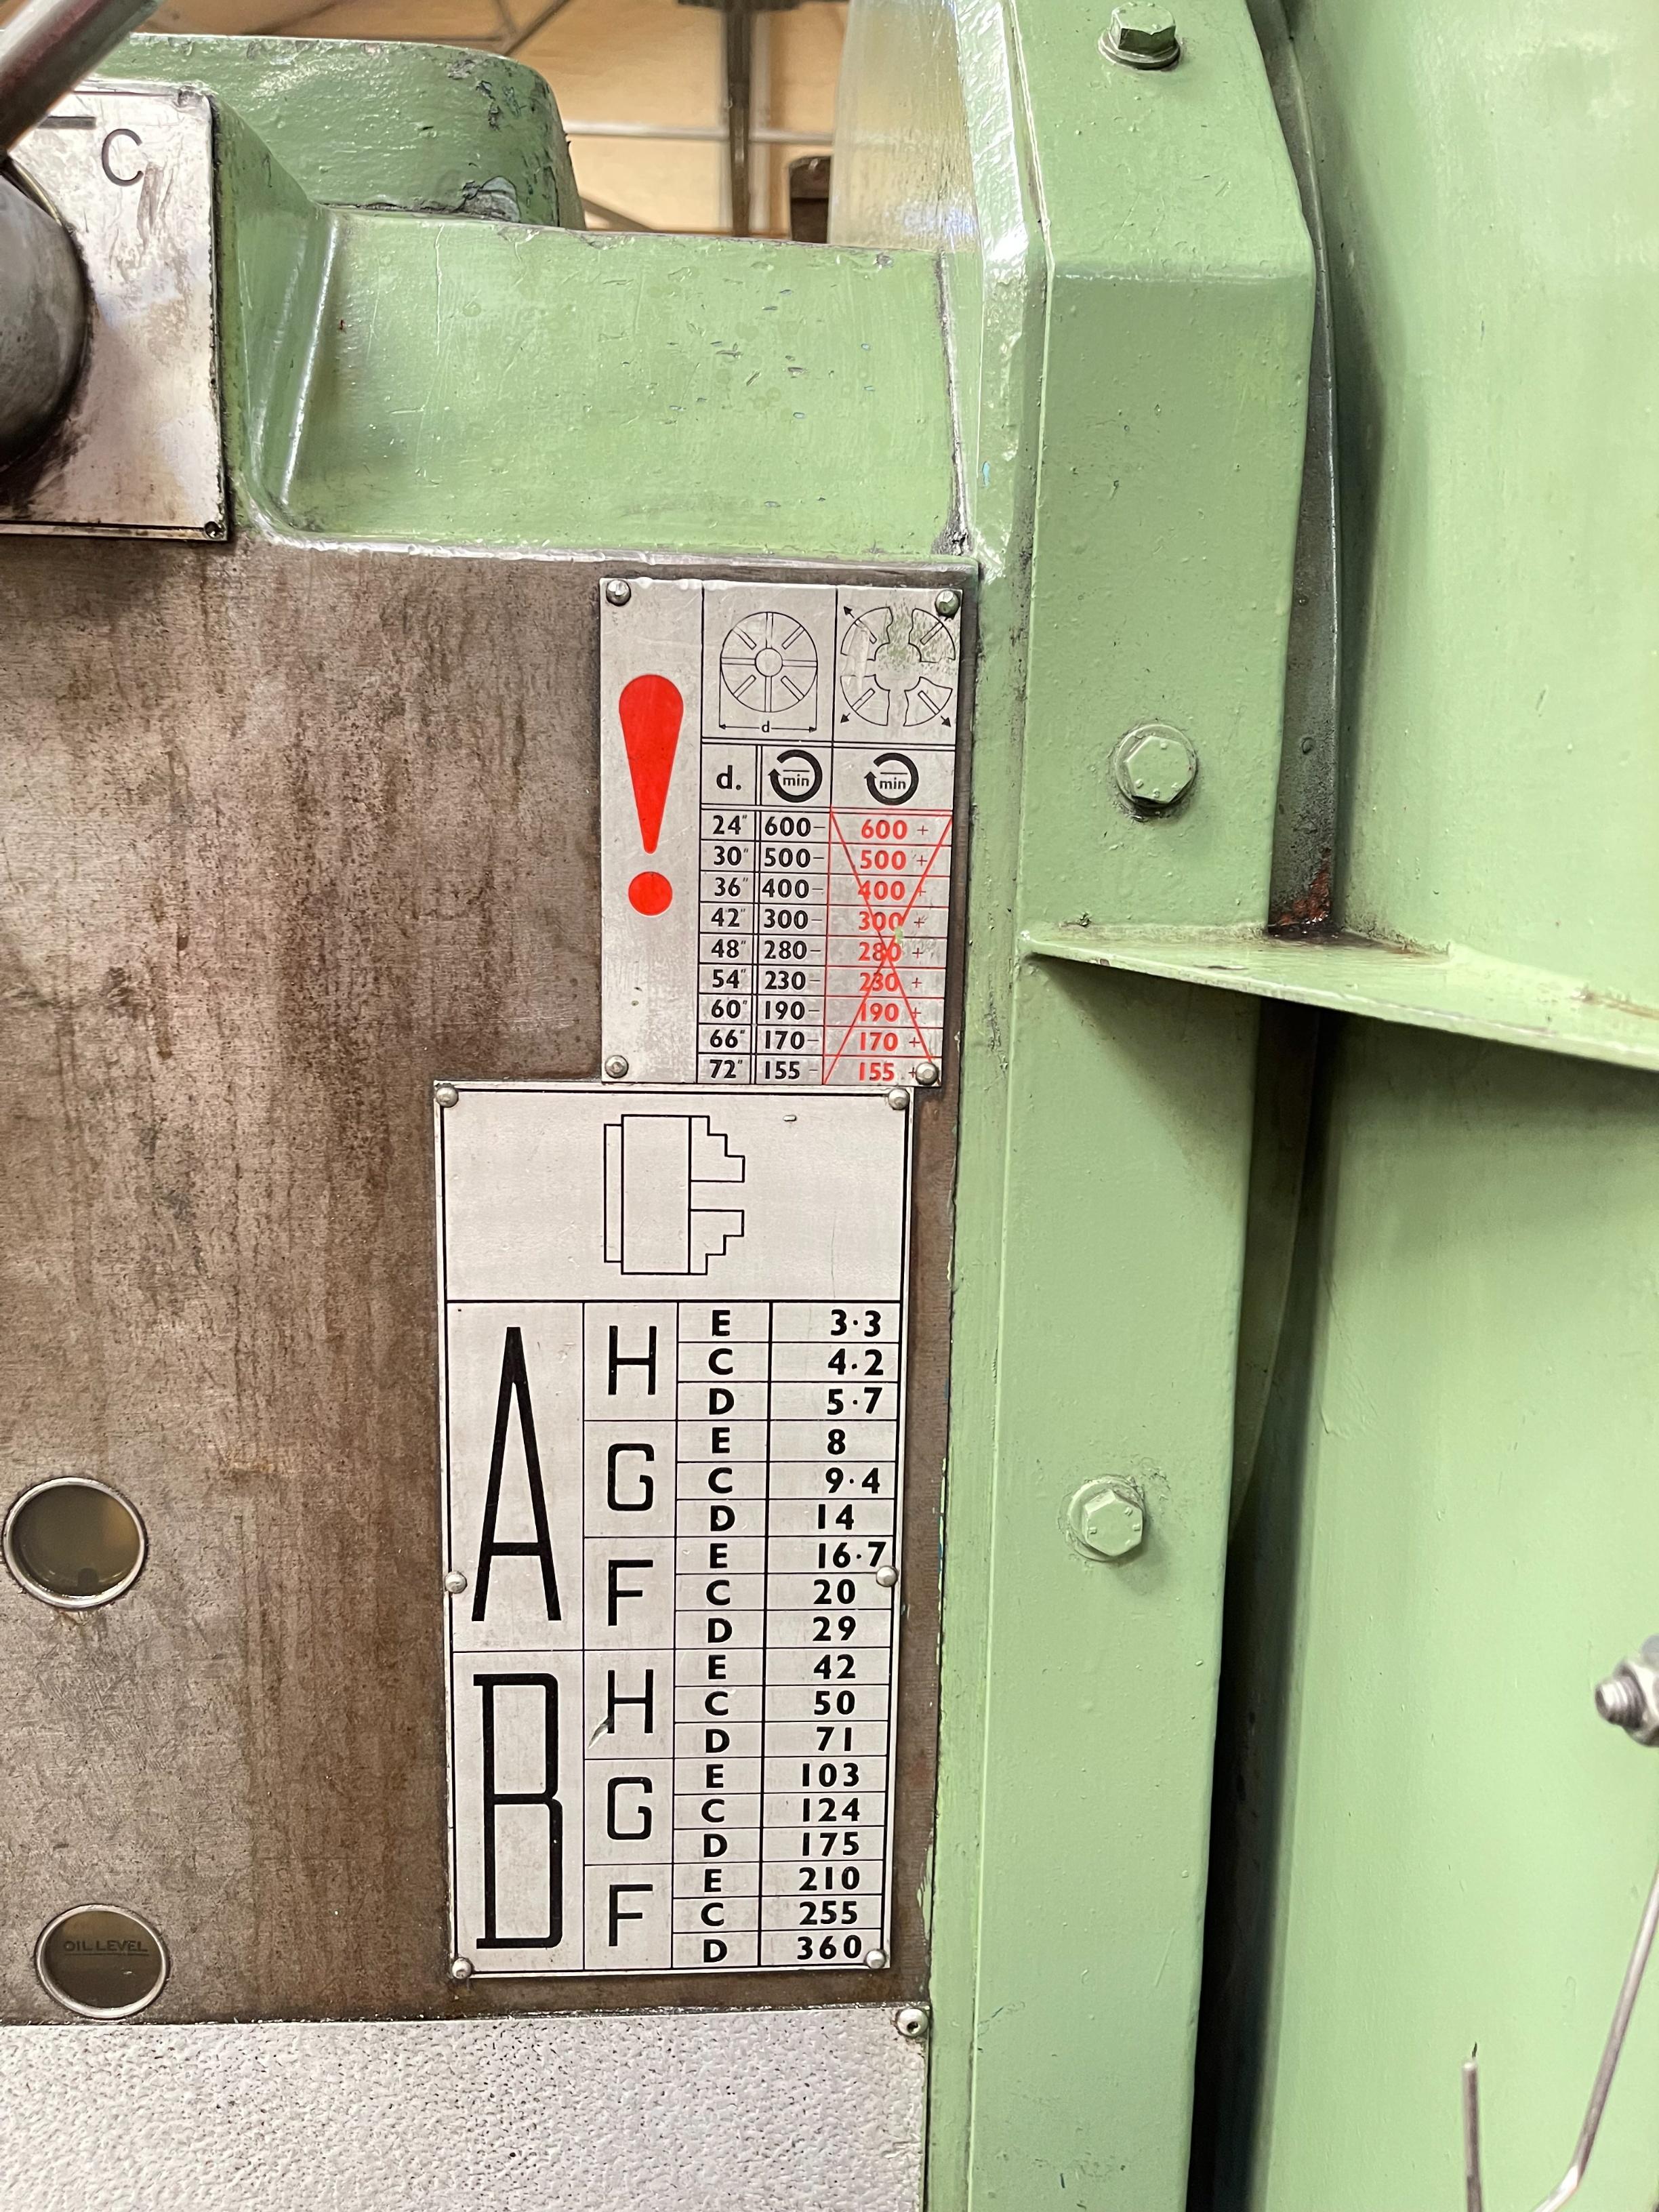 C
d
d. min min
24" 600- 600 +
30" 500- 500 +
36" 400- 400 +
42" 300- 300 +
48" 280- 280 +
54" 230- 230 +
60" 190- 190 +
66" 170- 170 +
72" 155- 155 +
A H E 3·3
C 4·2
D 5·7
G E 8
C 9·4
D 14
F E 16·7
C 20
D 29
B H E 42
C 50
D 71
G E 103
C 124
D 175
F E 210
C 255
D 360
OIL LEVEL